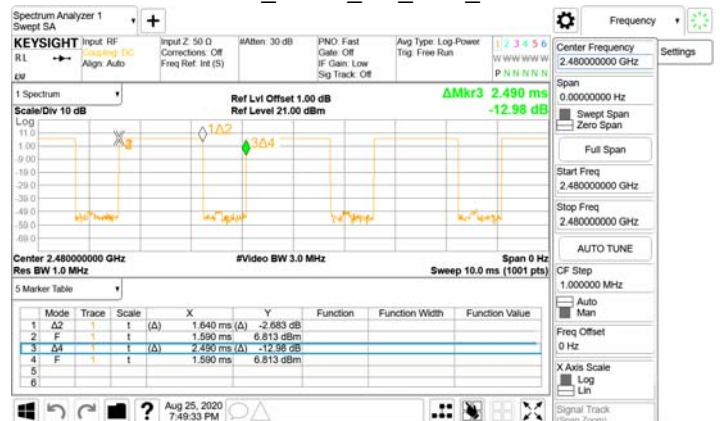 Spectrum Analyzer 1
Swept SA
Frequency
KEYSIGHT
Input: RF
Coupling: DC
Align: Auto
Input Z: 50 Ω
Corrections: Off
Freq Ref: Int (S)
#Atten: 30 dB
PNO: Fast
Gate: Off
IF Gain: Low
Sig Track: Off
Avg Type: Log-Power
Trig: Free Run
1 2 3 4 5 6
W W W W W W
P N N N N N
RL
1 Spectrum
Scale/Div 10 dB
Ref Lvl Offset 1.00 dB
Ref Level 21.00 dBm
ΔMkr3 2.490 ms
-12.98 dB
Log
11.0
1.00
-9.00
-19.0
-29.0
-39.0
-49.0
-59.0
-69.0
1Δ2
3Δ4
Center 2.480000000 GHz
#Video BW 3.0 MHz
Span 0 Hz
Res BW 1.0 MHz
Sweep 10.0 ms (1001 pts)
5 Marker Table
Mode Trace Scale X Y Function Function Width Function Value
1 Δ2 1 t (Δ) 1.640 ms (Δ) -2.683 dB
2 F 1 t 1.590 ms 6.813 dBm
3 Δ4 1 t (Δ) 2.490 ms (Δ) -12.98 dB
4 F 1 t 1.590 ms 6.813 dBm
5
6
?
Aug 25, 2020
7:49:33 PM
Center Frequency
2.480000000 GHz
Settings
Span
0.00000000 Hz
Swept Span
Zero Span
Full Span
Start Freq
2.480000000 GHz
Stop Freq
2.480000000 GHz
AUTO TUNE
CF Step
1.000000 MHz
Auto
Man
Freq Offset
0 Hz
X Axis Scale
Log
Lin
Signal Track
(Span Zoom)